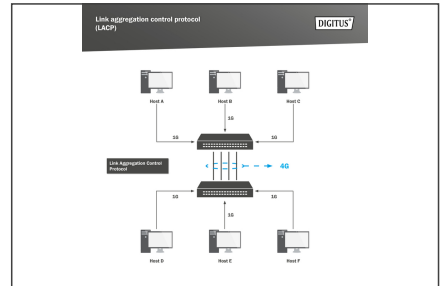 Link aggregation control protocol
(LACP)
DIGITUS®
Host A
Host B
Host C
1G
1G
1G
Link Aggregation Control
Protocol
4G
1G
1G
1G
Host D
Host E
Host F